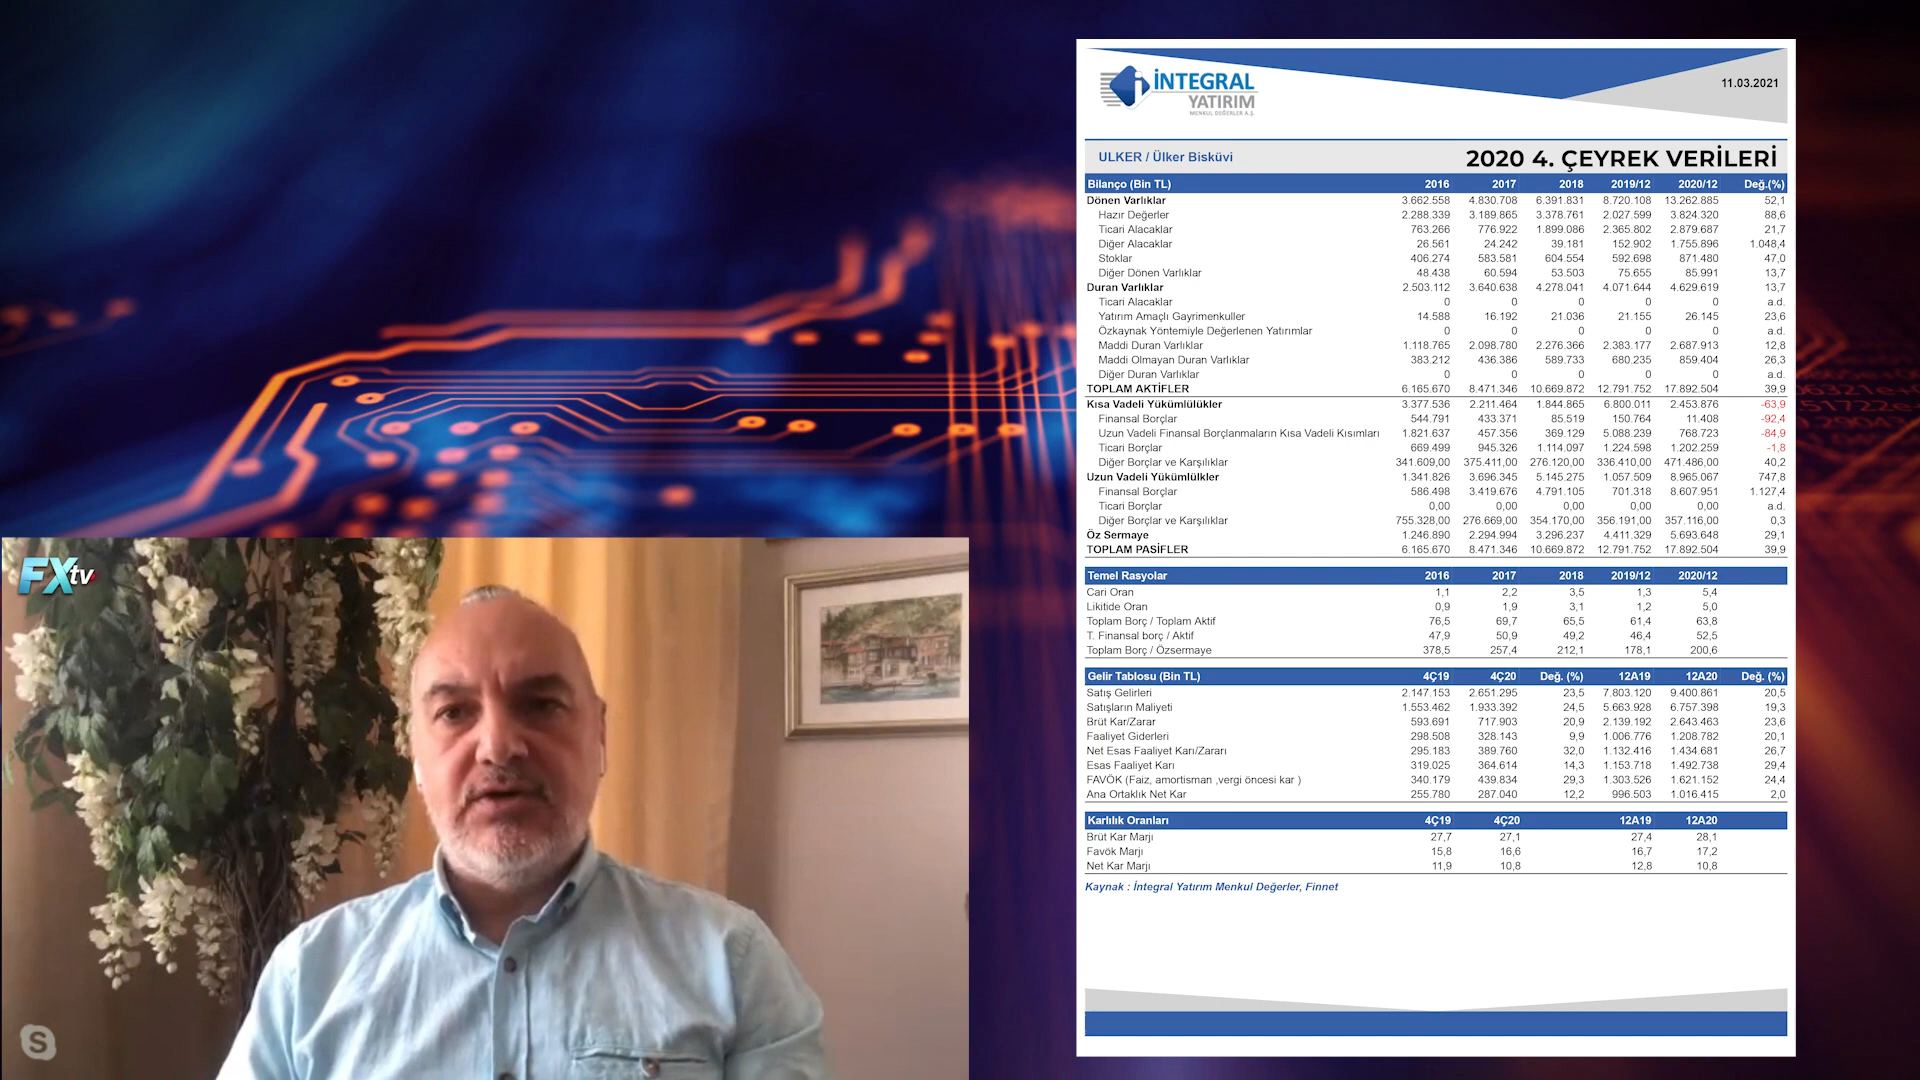 İNTEGRAL
YATIRIM
MENKUL DEĞERLER A.Ş.
11.03.2021
ULKER / Ülker Bisküvi 2020 4. ÇEYREK VERİLERİ
Bilanço (Bin TL) 2016 2017 2018 2019/12 2020/12 Değ.(%)
Dönen Varlıklar 3.662.558 4.830.708 6.391.831 8.720.108 13.262.885 52,1
Hazır Değerler 2.288.339 3.189.865 3.378.761 2.027.599 3.824.320 88,6
Ticari Alacaklar 763.266 776.922 1.899.086 2.365.802 2.879.687 21,7
Diğer Alacaklar 26.561 24.242 39.181 152.902 1.755.896 1.048,4
Stoklar 406.274 583.581 604.554 592.698 871.480 47,0
Diğer Dönen Varlıklar 48.438 60.594 53.503 75.655 85.991 13,7
Duran Varlıklar 2.503.112 3.640.638 4.278.041 4.071.644 4.629.619 13,7
Ticari Alacaklar 0 0 0 0 0 a.d.
Yatırım Amaçlı Gayrimenkuller 14.588 16.192 21.036 21.155 26.145 23,6
Özkaynak Yöntemiyle Değerlenen Yatırımlar 0 0 0 0 0 a.d.
Maddi Duran Varlıklar 1.118.765 2.098.780 2.276.366 2.383.177 2.687.913 12,8
Maddi Olmayan Duran Varlıklar 383.212 436.386 589.733 680.235 859.404 26,3
Diğer Duran Varlıklar 0 0 0 0 0 a.d.
TOPLAM AKTİFLER 6.165.670 8.471.346 10.669.872 12.791.752 17.892.504 39,9
Kısa Vadeli Yükümlülükler 3.377.536 2.211.464 1.844.865 6.800.011 2.453.876 -63,9
Finansal Borçlar 544.791 433.371 85.519 150.764 11.408 -92,4
Uzun Vadeli Finansal Borçlanmaların Kısa Vadeli Kısımları 1.821.637 457.356 369.129 5.088.239 768.723 -84,9
Ticari Borçlar 669.499 945.326 1.114.097 1.224.598 1.202.259 -1,8
Diğer Borçlar ve Karşılıklar 341.609,00 375.411,00 276.120,00 336.410,00 471.486,00 40,2
Uzun Vadeli Yükümlülkler 1.341.826 3.696.345 5.145.275 1.057.509 8.965.067 747,8
Finansal Borçlar 586.498 3.419.676 4.791.105 701.318 8.607.951 1.127,4
Ticari Borçlar 0,00 0,00 0,00 0,00 0,00 a.d.
Diğer Borçlar ve Karşılıklar 755.328,00 276.669,00 354.170,00 356.191,00 357.116,00 0,3
Öz Sermaye 1.246.890 2.294.994 3.296.237 4.411.329 5.693.648 29,1
TOPLAM PASİFLER 6.165.670 8.471.346 10.669.872 12.791.752 17.892.504 39,9
Temel Rasyolar 2016 2017 2018 2019/12 2020/12
Cari Oran 1,1 2,2 3,5 1,3 5,4
Likitide Oran 0,9 1,9 3,1 1,2 5,0
Toplam Borç / Toplam Aktif 76,5 69,7 65,5 61,4 63,8
T. Finansal borç / Aktif 47,9 50,9 49,2 46,4 52,5
Toplam Borç / Özsermaye 378,5 257,4 212,1 178,1 200,6
Gelir Tablosu (Bin TL) 4Ç19 4Ç20 Değ. (%) 12A19 12A20 Değ. (%)
Satış Gelirleri 2.147.153 2.651.295 23,5 7.803.120 9.400.861 20,5
Satışların Maliyeti 1.553.462 1.933.392 24,5 5.663.928 6.757.398 19,3
Brüt Kar/Zarar 593.691 717.903 20,9 2.139.192 2.643.463 23,6
Faaliyet Giderleri 298.508 328.143 9,9 1.006.776 1.208.782 20,1
Net Esas Faaliyet Karı/Zararı 295.183 389.760 32,0 1.132.416 1.434.681 26,7
Esas Faaliyet Karı 319.025 364.614 14,3 1.153.718 1.492.738 29,4
FAVÖK (Faiz, amortisman ,vergi öncesi kar ) 340.179 439.834 29,3 1.303.526 1.621.152 24,4
Ana Ortaklık Net Kar 255.780 287.040 12,2 996.503 1.016.415 2,0
Karlılık Oranları 4Ç19 4Ç20 12A19 12A20
Brüt Kar Marjı 27,7 27,1 27,4 28,1
Favök Marjı 15,8 16,6 16,7 17,2
Net Kar Marjı 11,9 10,8 12,8 10,8
Kaynak : İntegral Yatırım Menkul Değerler, Finnet
FXtv
S